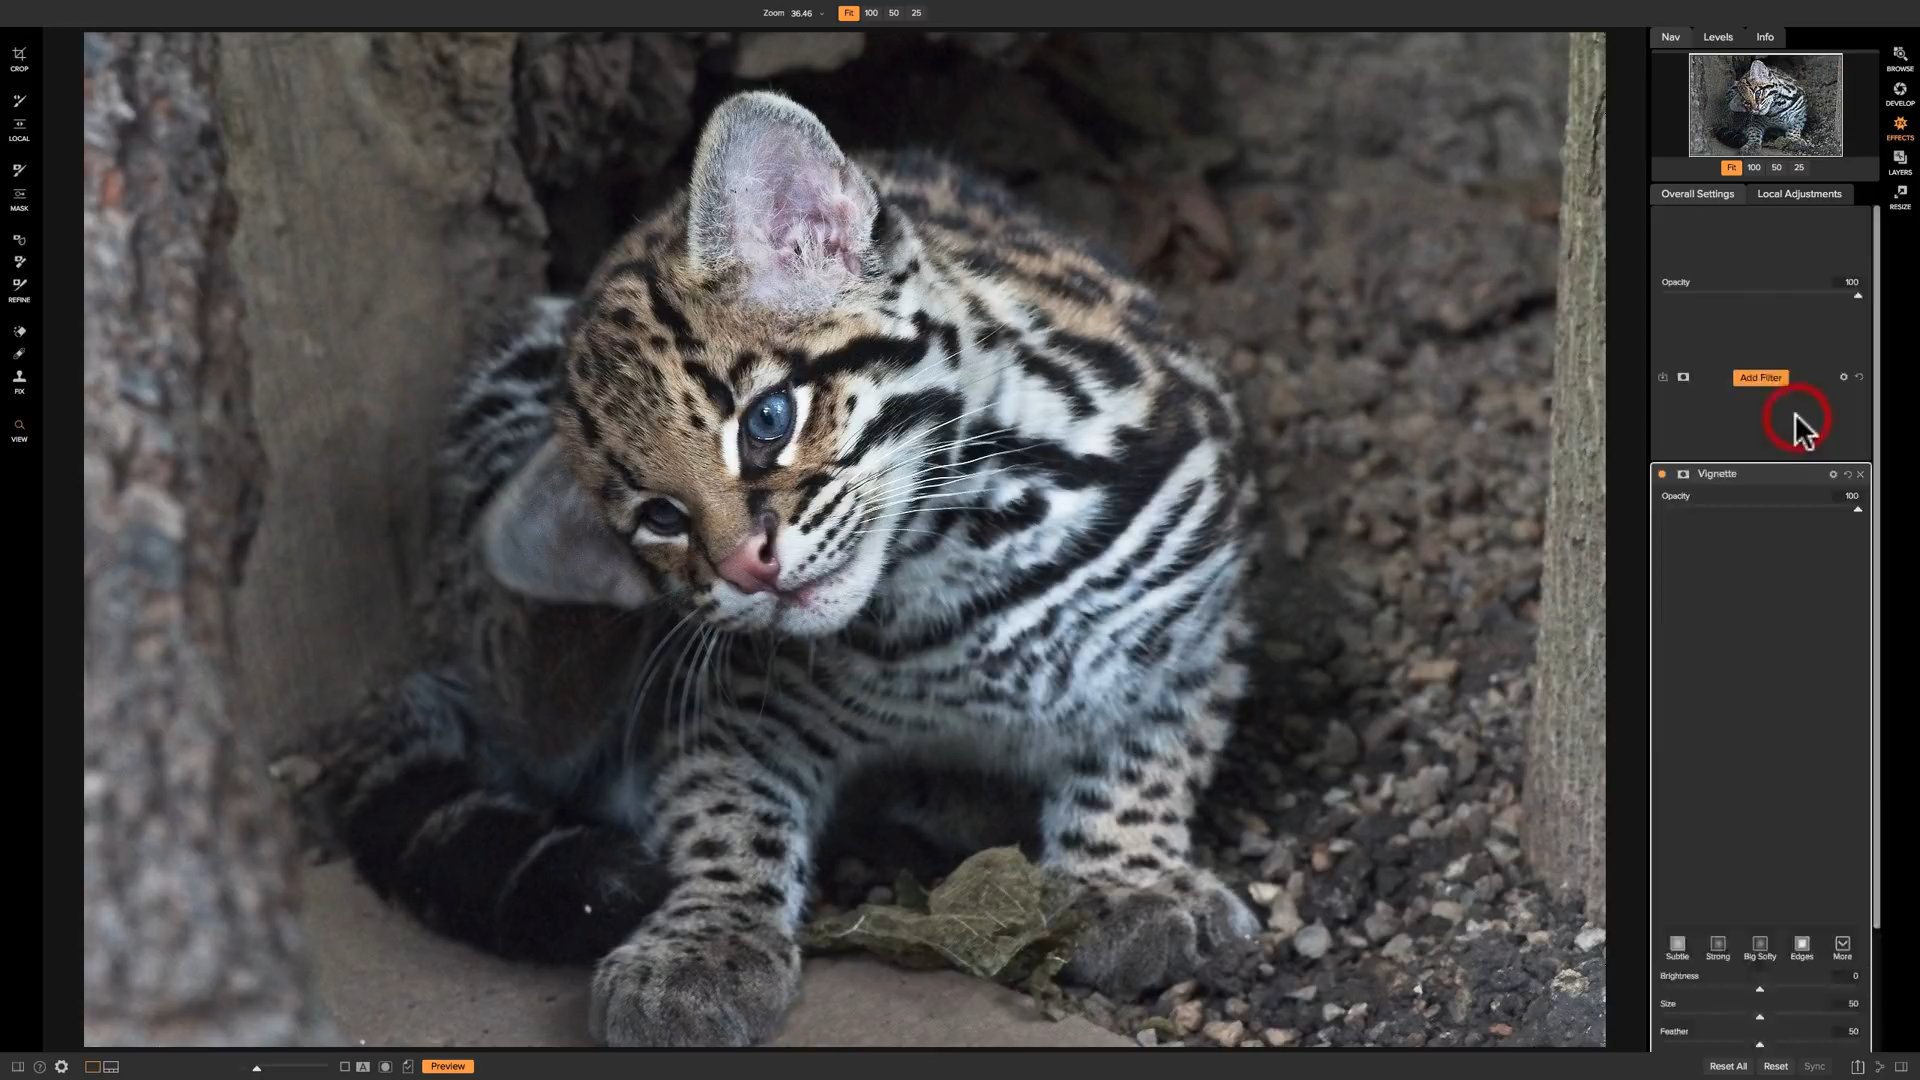 Zoom 36.46 Fit 100 50 25
Nav Levels Info
CROP
LOCAL
MASK
REFINE
FIX
VIEW
BROWSE
DEVELOP
EFFECTS
LAYERS
RESIZE
Fit 100 50 25
Overall Settings Local Adjustments
Opacity 100
Add Filter
Vignette
Opacity 100
Subtle Strong Big Softy Edges More
Brightness 0
Size 50
Feather 50
A Preview
Reset All Reset Sync